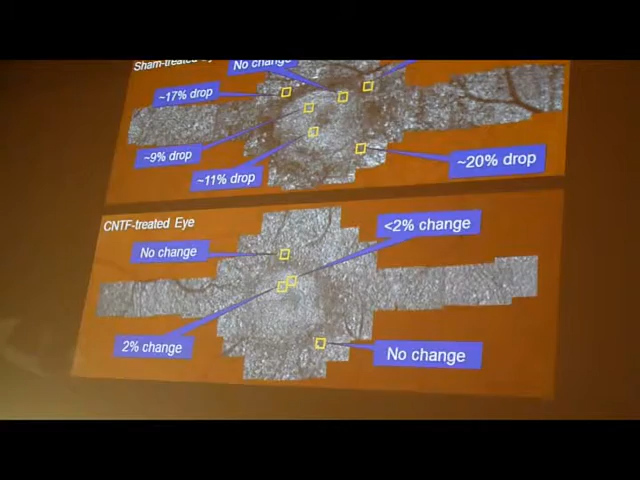 Sham-treated
No change
~17% drop
~9% drop
~11% drop
~20% drop
CNTF-treated Eye
<2% change
No change
2% change
No change